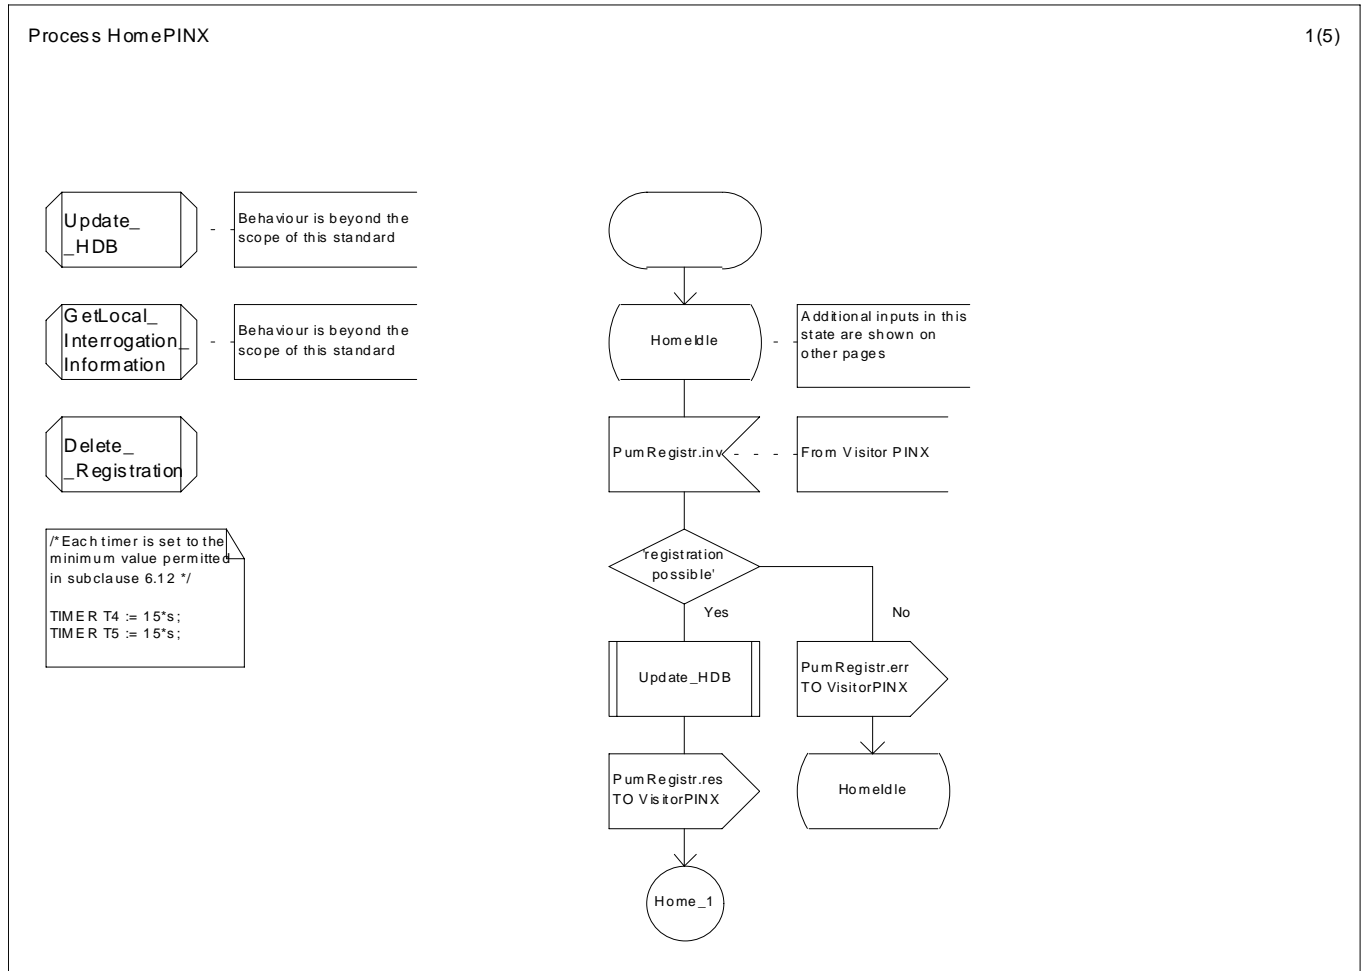 Process HomePINX
1(5)
Update_
_HDB
Behaviour is beyond the
scope of this standard
GetLocal_
Interrogation_
Information
Behaviour is beyond the
scope of this standard
Delete_
_Registration
/*Each timer is set to the
minimum value permitted
in subclause 6.12 */
TIMER T4 := 15*s;
TIMER T5 := 15*s;
HomeIdle
Additional inputs in this
state are shown on
other pages
PumRegistr.inv
From Visitor PINX
'registration
possible'
Yes
No
Update_HDB
PumRegistr.err
TO VisitorPINX
PumRegistr.res
TO VisitorPINX
HomeIdle
Home_1